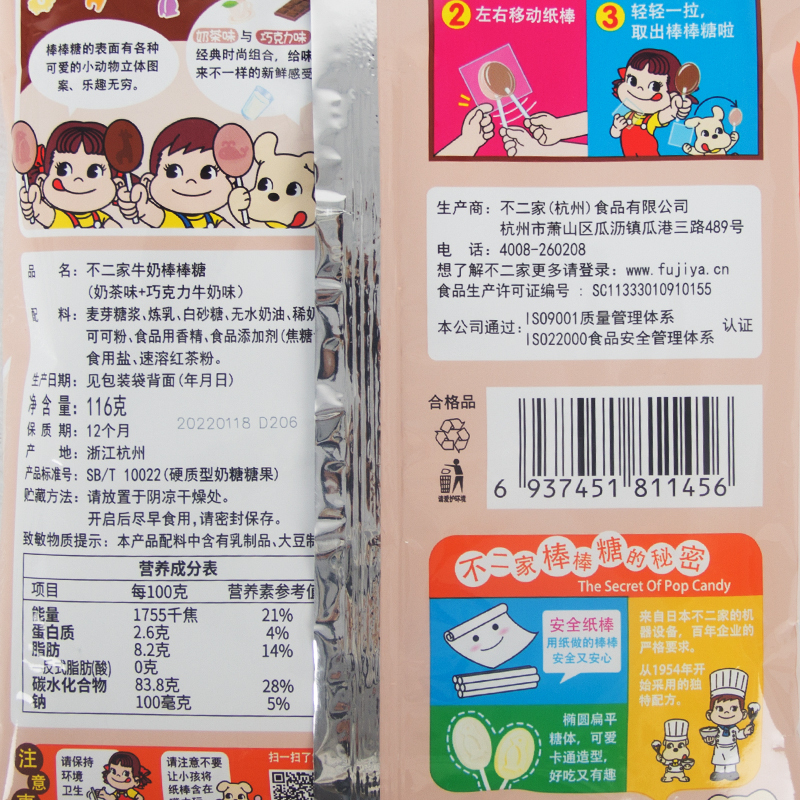 棒棒糖的表面有各种
可爱的小动物立体图
案、乐趣无穷。
奶茶味 与 巧克力味
经典时尚组合，给味
来不一样的新鲜感受
品 名：不二家牛奶棒棒糖
(奶茶味+巧克力牛奶味)
配 料：麦芽糖浆、炼乳、白砂糖、无水奶油、稀奶
可可粉、食品用香精、食品添加剂(焦糖
食用盐、速溶红茶粉。
生产日期：见包装袋背面(年月日)
净含量：116克
20220118 D206
保质期：12个月
产 地：浙江杭州
产品标准号：SB/T 10022(硬质型奶糖糖果)
贮藏方法：请放置于阴凉干燥处。
开启后尽早食用,请密封保存。
致敏物质提示：本产品配料中含有乳制品、大豆制
营养成分表
项目 每100克 营养素参考值
能量 1755千焦 21%
蛋白质 2.6克 4%
脂肪 8.2克 14%
-反式脂肪(酸) 0克
碳水化合物 83.8克 28%
钠 100毫克 5%
注意
请保持
环境
卫生
请注意不要
让小孩将
纸棒含在
扫一扫了
2 左右移动纸棒
3 轻轻一拉，
取出棒棒糖啦
生产商：不二家(杭州)食品有限公司
杭州市萧山区瓜沥镇瓜港三路489号
电 话：4008-260208
想了解不二家更多请登录：www.fujiya.cn
食品生产许可证编号：SC11333010910155
本公司通过：ISO9001质量管理体系
ISO22000食品安全管理体系 认证
合格品
请爱护环境
6 937451 811456
不二家棒棒糖的秘密
The Secret Of Pop Candy
安全纸棒
用纸做的棒棒
安全又安心
来自日本不二家的机
器设备，百年企业的
严格要求。
从1954年开
始采用的独
特配方。
椭圆扁平
糖体，可爱
卡通造型，
好吃又有趣